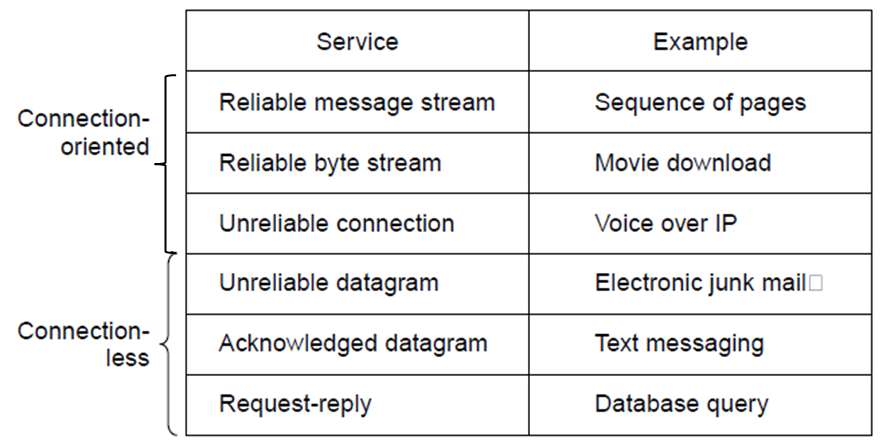 Service Example
Connection-
oriented
Reliable message stream Sequence of pages
Reliable byte stream Movie download
Unreliable connection Voice over IP
Connection-
less
Unreliable datagram Electronic junk mail□
Acknowledged datagram Text messaging
Request-reply Database query